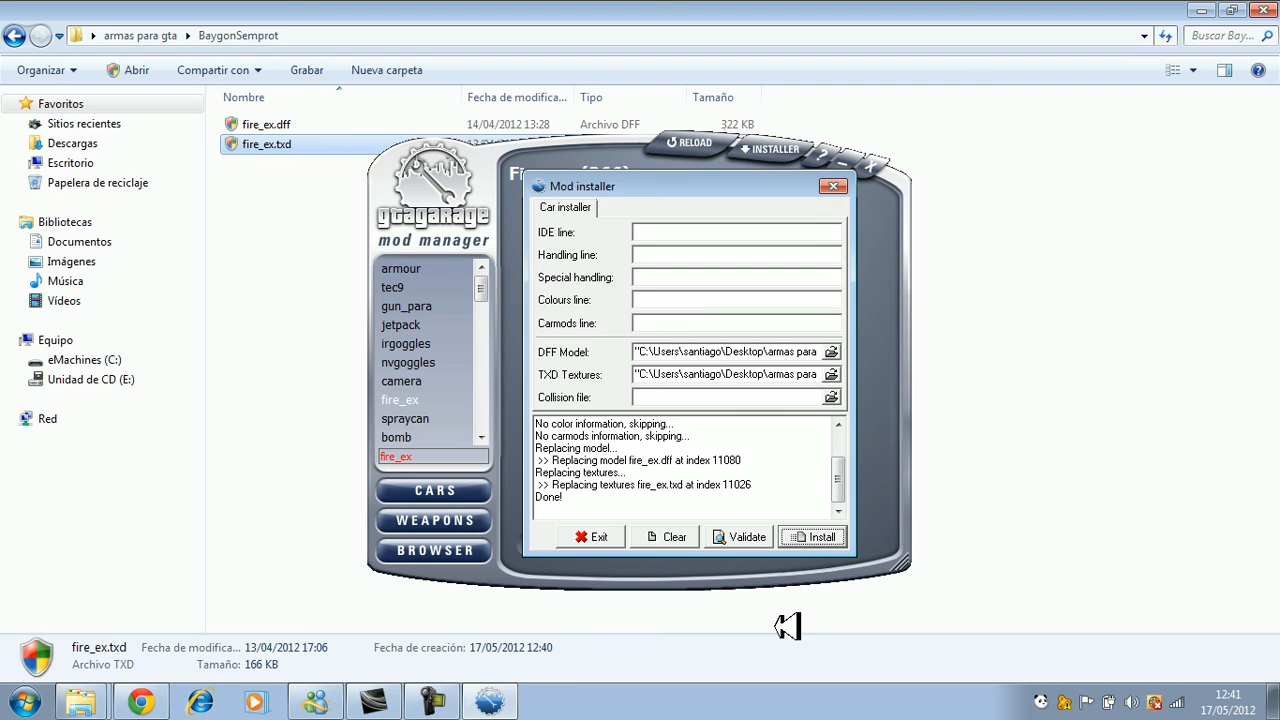 armas para gta
BaygonSemprot
Buscar Bay...
Organizar
Abrir
Compartir con
Grabar
Nueva carpeta
Favoritos
Sitios recientes
Descargas
Escritorio
Papelera de reciclaje
Bibliotecas
Documentos
Imágenes
Música
Vídeos
Equipo
eMachines (C:)
Unidad de CD (E:)
Red
Nombre
Fecha de modifica...
Tipo
Tamaño
fire_ex.dff
14/04/2012 13:28
Archivo DFF
322 KB
fire_ex.txd
RELOAD
INSTALLER
?
–
X
gtagarage
mod manager
armour
tec9
gun_para
jetpack
irgoggles
nvgoggles
camera
fire_ex
spraycan
bomb
fire_ex
CARS
WEAPONS
BROWSER
Mod installer
Car installer
IDE line:
Handling line:
Special handling:
Colours line:
Carmods line:
DFF Model:
"C:\Users\santiago\Desktop\armas para
TXD Textures:
"C:\Users\santiago\Desktop\armas para
Collision file:
No color information, skipping...
No carmods information, skipping...
Replacing model...
>> Replacing model fire_ex.dff at index 11080
Replacing textures...
>> Replacing textures fire_ex.txd at index 11026
Done!
Exit
Clear
Validate
Install
fire_ex.txd
Fecha de modifica...
13/04/2012 17:06
Fecha de creación:
17/05/2012 12:40
Archivo TXD
Tamaño:
166 KB
12:41
17/05/2012